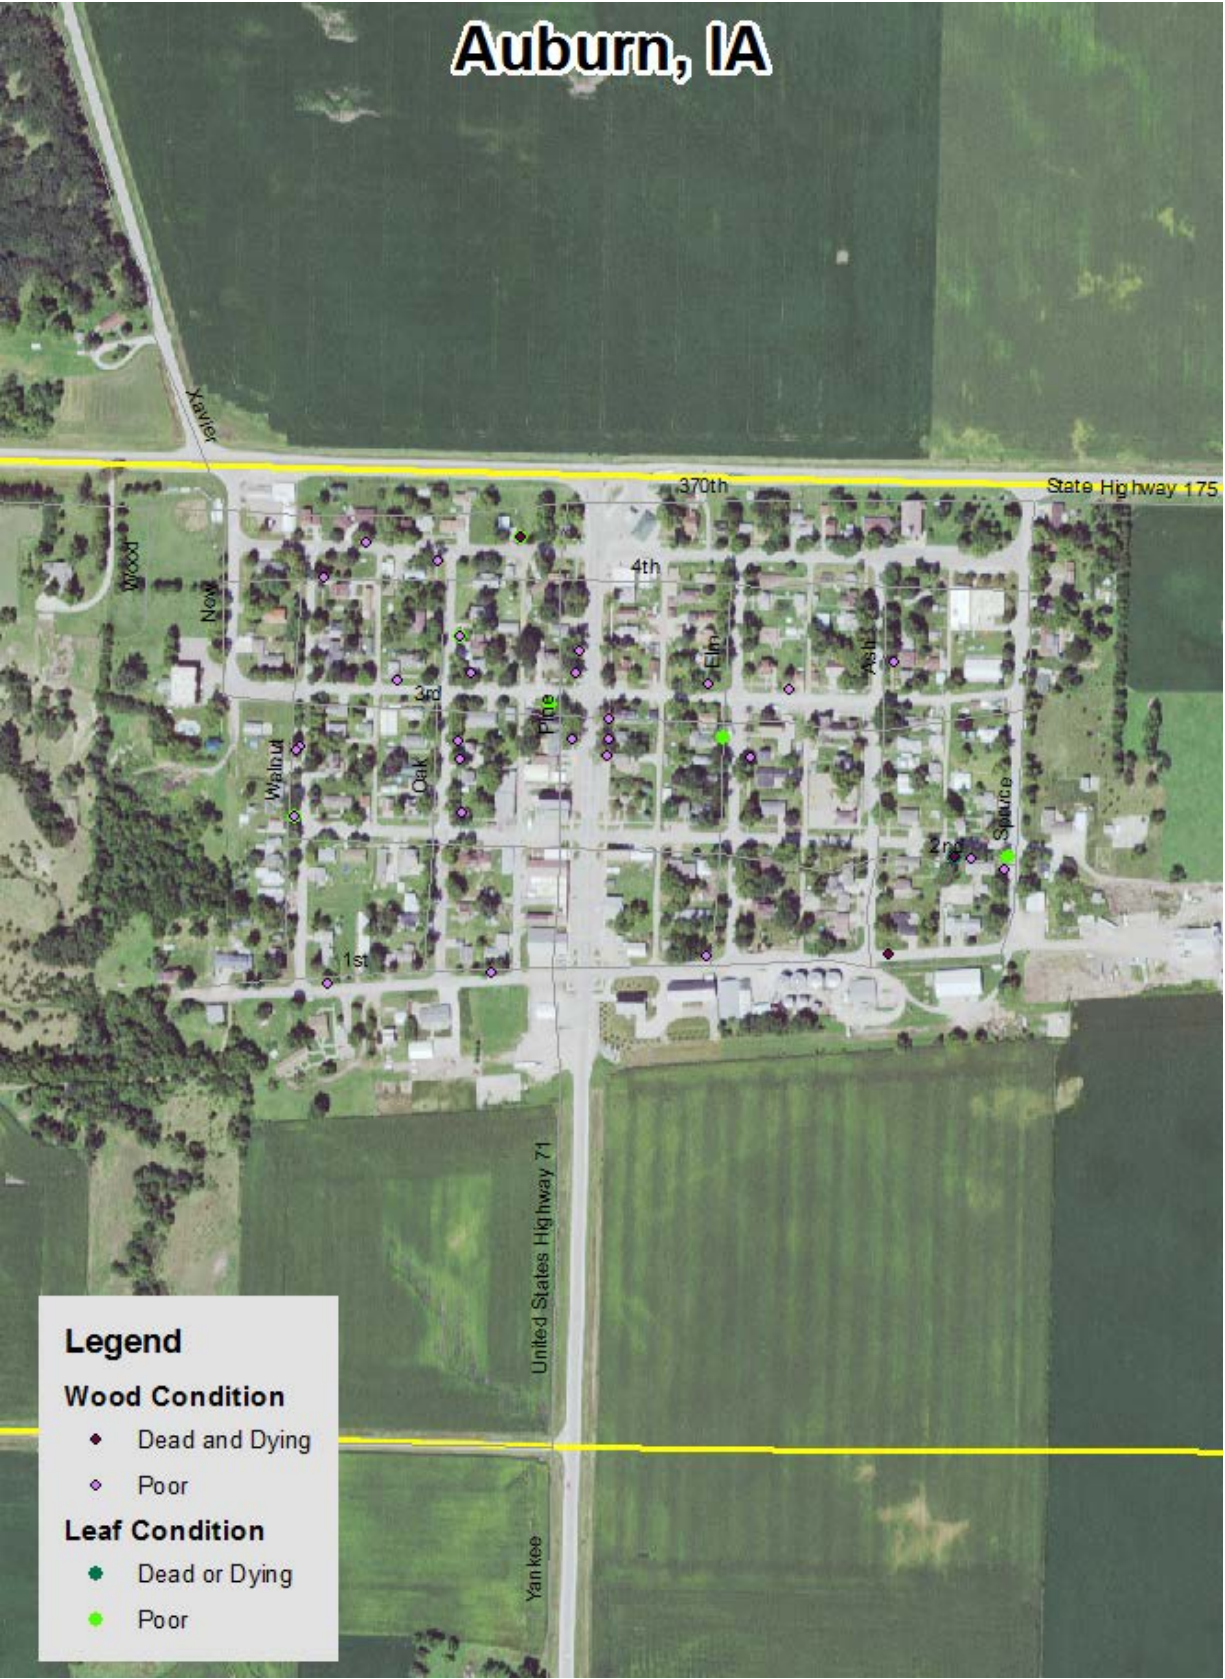 Auburn, IA
Xavier
370th
State Highway 175
Wood
New
4th
Elm
Ash
3rd
Pine
Walnut
Oak
Spruce
2nd
1st
United States Highway 71
Yankee
Legend
Wood Condition
Dead and Dying
Poor
Leaf Condition
Dead or Dying
Poor